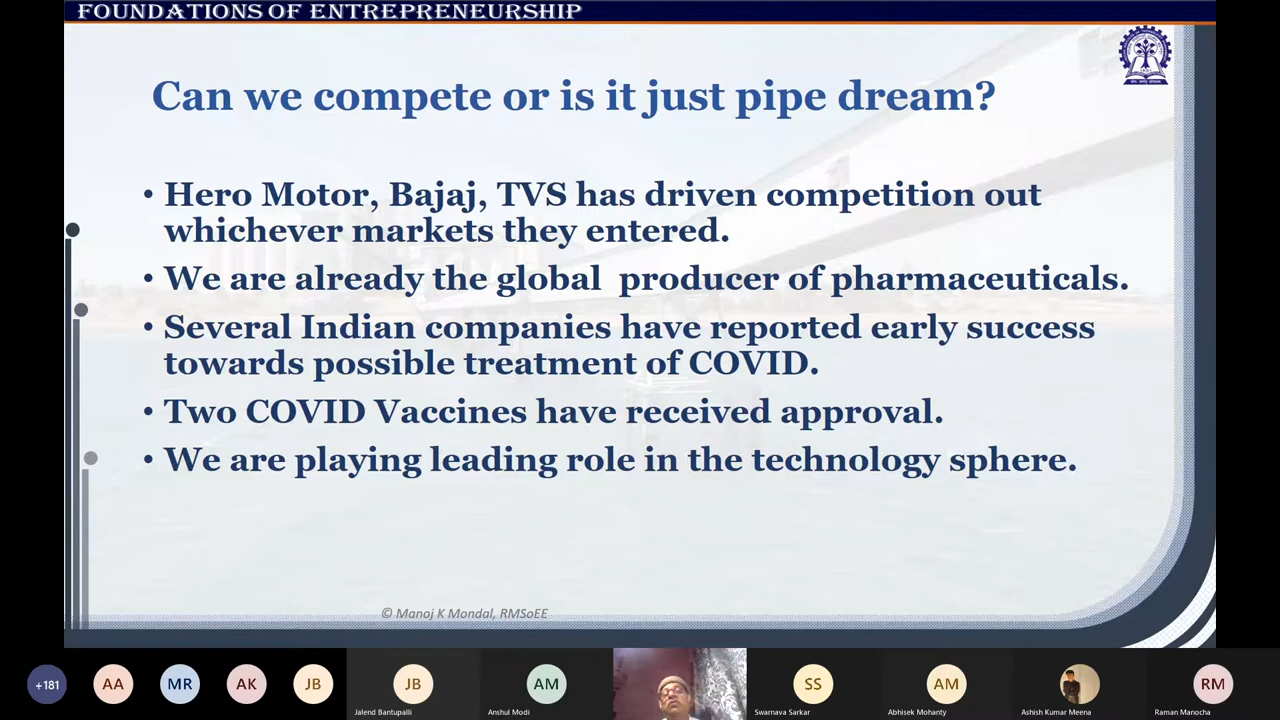 FOUNDATIONS OF ENTREPRENEURSHIP
Can we compete or is it just pipe dream?
• Hero Motor, Bajaj, TVS has driven competition out
whichever markets they entered.
• We are already the global  producer of pharmaceuticals.
• Several Indian companies have reported early success
towards possible treatment of COVID.
• Two COVID Vaccines have received approval.
• We are playing leading role in the technology sphere.
© Manoj K Mondal, RMSoEE
+181
AA
MR
AK
JB
JB
Jalend Bantupalli
AM
Anshul Modi
SS
Swarnava Sarkar
AM
Abhisek Mohanty
Ashish Kumar Meena
RM
Raman Manocha